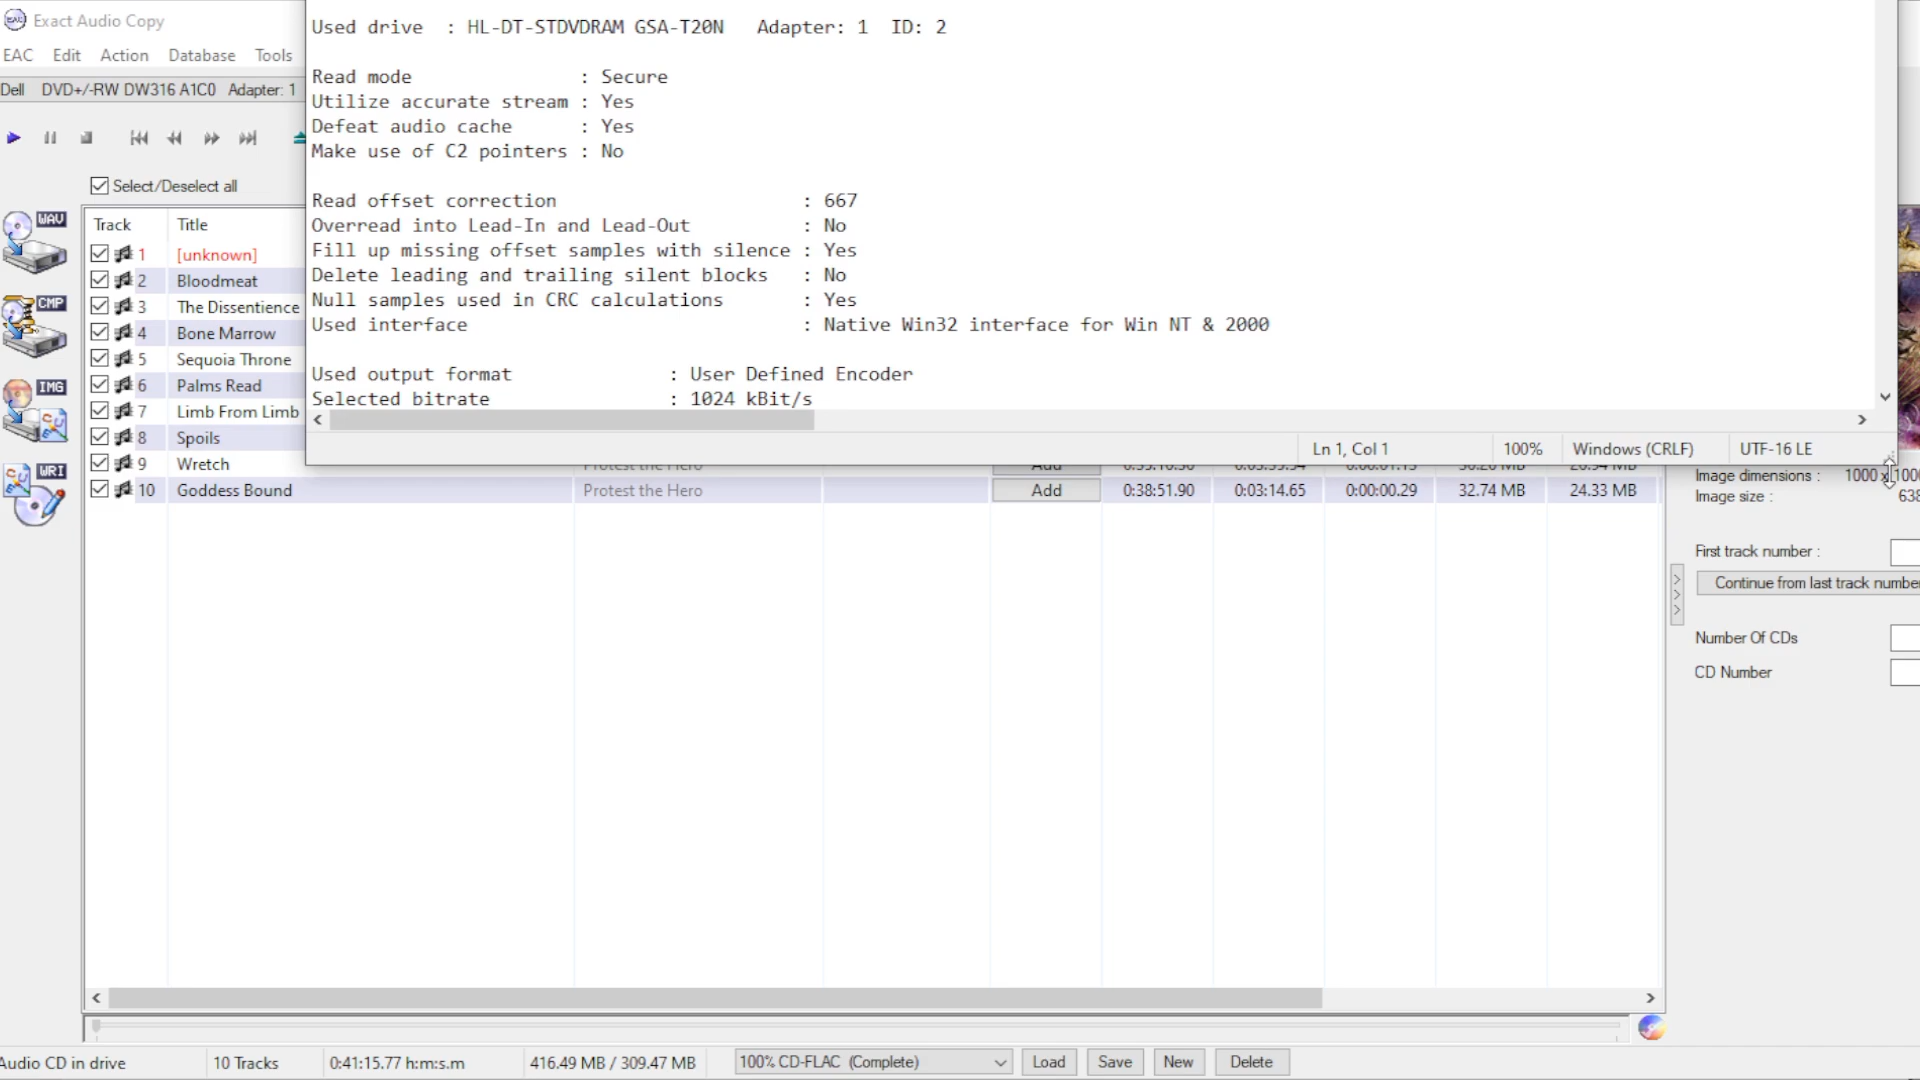 Exact Audio Copy
EAC Edit Action Database Tools
Dell DVD+/-RW DW316 A1C0 Adapter: 1
Used drive : HL-DT-STDVDRAM GSA-T20N Adapter: 1 ID: 2
Read mode : Secure
Utilize accurate stream : Yes
Defeat audio cache : Yes
Make use of C2 pointers : No
Read offset correction : 667
Overread into Lead-In and Lead-Out : No
Fill up missing offset samples with silence : Yes
Delete leading and trailing silent blocks : No
Null samples used in CRC calculations : Yes
Used interface : Native Win32 interface for Win NT & 2000
Used output format : User Defined Encoder
Selected bitrate : 1024 kBit/s
Ln 1, Col 1 100% Windows (CRLF) UTF-16 LE
Select/Deselect all
WAV
CMP
IMG
WRI
Track Title
1 [unknown]
2 Bloodmeat
3 The Dissentience
4 Bone Marrow
5 Sequoia Throne
6 Palms Read
7 Limb From Limb
8 Spoils
9 Wretch Protest the Hero Add
10 Goddess Bound Protest the Hero Add 0:38:51.90 0:03:14.65 0:00:00.29 32.74 MB 24.33 MB
Image dimensions : 1000 x 100
Image size : 638
First track number :
Continue from last track number
Number Of CDs
CD Number
Audio CD in drive 10 Tracks 0:41:15.77 h:m:s.m 416.49 MB / 309.47 MB 100% CD-FLAC (Complete) Load Save New Delete